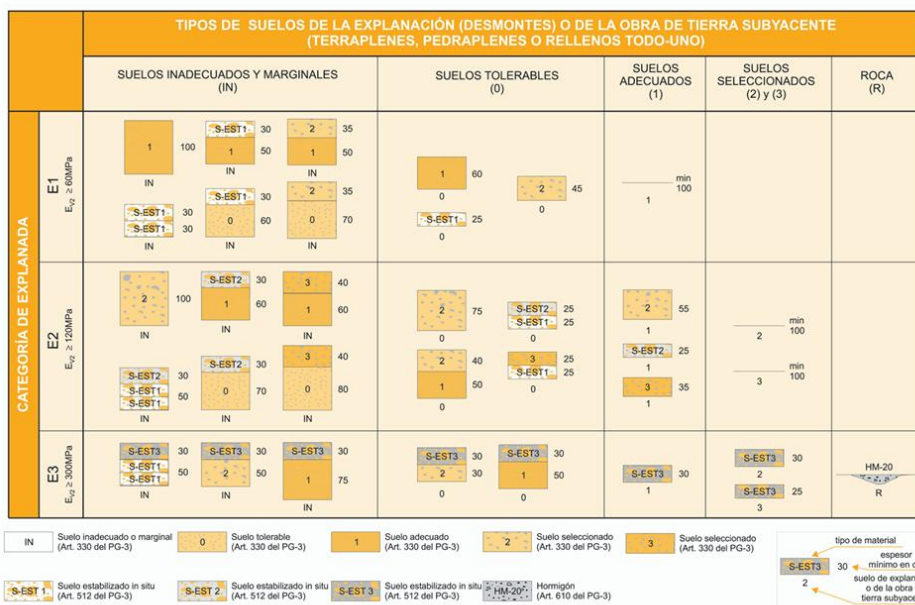 TIPOS DE SUELOS DE LA EXPLANACIÓN (DESMONTES) O DE LA OBRA DE TIERRA SUBYACENTE
(TERRAPLENES, PEDRAPLENES O RELLENOS TODO-UNO)
SUELOS INADECUADOS Y MARGINALES
(IN)
SUELOS TOLERABLES
(0)
SUELOS
ADECUADOS
(1)
SUELOS
SELECCIONADOS
(2) y (3)
ROCA
(R)
CATEGORÍA DE EXPLANADA
E1
EV2 ≥ 60MPa
1 100
IN
S-EST1 30
1 50
IN
2 35
1 50
IN
S-EST1 30
S-EST1 30
IN
S-EST1 30
0 60
IN
2 35
0 70
IN
1 60
0
2 45
0
S-EST1 25
0
min
100
1
E2
EV2 ≥ 120MPa
2 100
IN
S-EST2 30
1 60
IN
3 40
1 60
IN
S-EST2 30
S-EST1 50
S-EST1
IN
S-EST2 30
0 70
IN
3 40
0 80
IN
2 75
0
S-EST2 25
S-EST1 25
0
2 40
1 50
0
3 25
S-EST1 25
0
2 55
1
S-EST2 25
1
3 35
1
min
100
2
min
100
3
E3
EV2 ≥ 300MPa
S-EST3 30
S-EST1 50
S-EST1
IN
S-EST3 30
2 50
IN
S-EST3 30
1 75
IN
S-EST3 30
2 30
0
S-EST3 30
1 50
0
S-EST3 30
1
S-EST3 30
2
S-EST3 25
3
HM-20
R
IN Suelo inadecuado o marginal
(Art. 330 del PG-3)
0 Suelo tolerable
(Art. 330 del PG-3)
1 Suelo adecuado
(Art. 330 del PG-3)
2 Suelo seleccionado
(Art. 330 del PG-3)
3 Suelo seleccionado
(Art. 330 del PG-3)
S-EST 1 Suelo estabilizado in situ
(Art. 512 del PG-3)
S-EST 2 Suelo estabilizado in situ
(Art. 512 del PG-3)
S-EST 3 Suelo estabilizado in situ
(Art. 512 del PG-3)
HM-20 Hormigón
(Art. 610 del PG-3)
tipo de material
espesor
mínimo en
S-EST3 30
2
suelo de
o de la
tierra